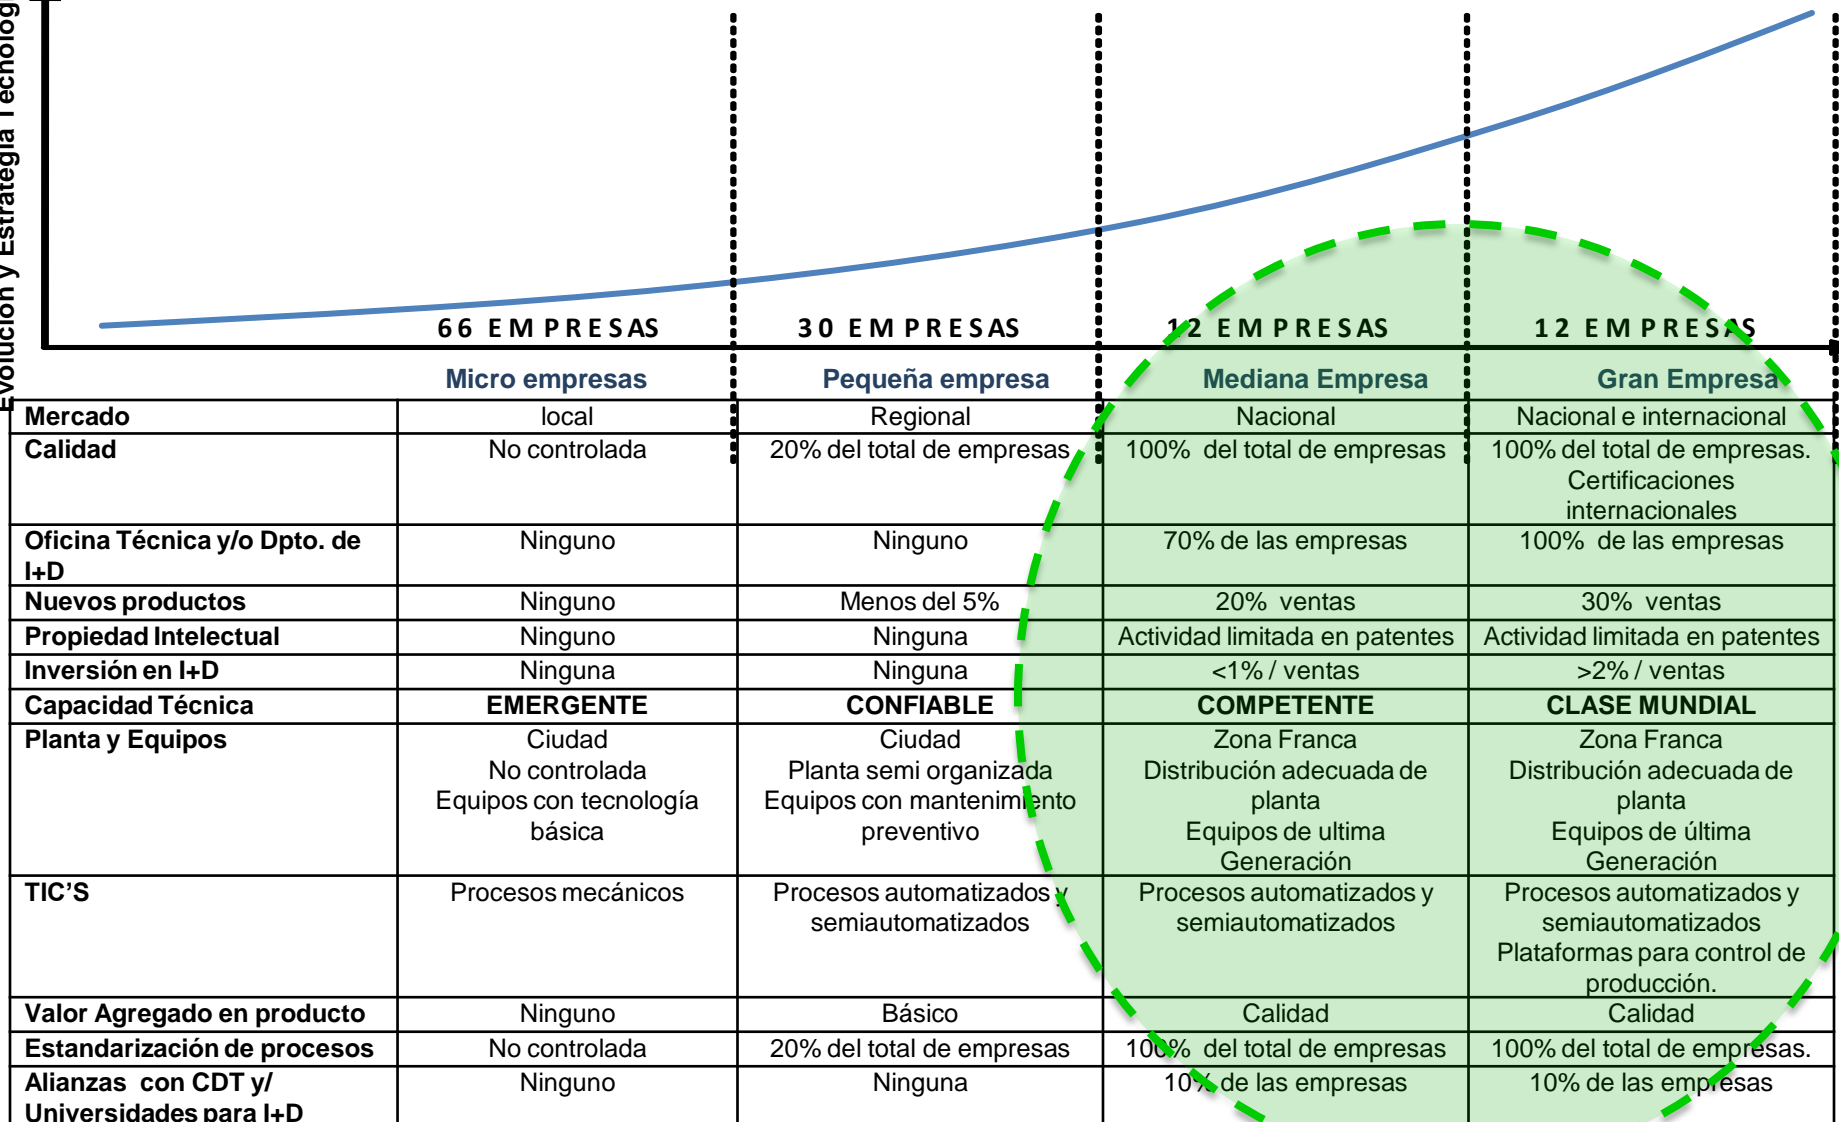 Evolución y Estrategia
66 EMPRESAS 30 EMPRESAS 12 EMPRESAS 12 EMPRESAS
Micro empresas Pequeña empresa Mediana Empresa Gran Empresa
Mercado local Regional Nacional Nacional e internacional
Calidad No controlada 20% del total de empresas 100% del total de empresas 100% del total de empresas.
Certificaciones
internacionales
Oficina Técnica y/o Dpto. de Ninguno Ninguno 70% de las empresas 100% de las empresas
I+D
Nuevos productos Ninguno Menos del 5% 20% ventas 30% ventas
Propiedad Intelectual Ninguno Ninguna Actividad limitada en patentes Actividad limitada en patentes
Inversión en I+D Ninguna Ninguna <1% / ventas >2% / ventas
Capacidad Técnica EMERGENTE CONFIABLE COMPETENTE CLASE MUNDIAL
Planta y Equipos Ciudad Ciudad Zona Franca Zona Franca
No controlada Planta semi organizada Distribución adecuada de Distribución adecuada de
Equipos con tecnología Equipos con mantenimiento planta planta
básica preventivo Equipos de ultima Equipos de última
Generación Generación
TIC'S Procesos mecánicos Procesos automatizados y Procesos automatizados y Procesos automatizados y
semiautomatizados semiautomatizados semiautomatizados
Plataformas para control de
producción.
Valor Agregado en producto Ninguno Básico Calidad Calidad
Estandarización de procesos No controlada 20% del total de empresas 100% del total de empresas 100% del total de empresas.
Alianzas con CDT y/ Ninguno Ninguna 10% de las empresas 10% de las empresas
Universidades para I+D